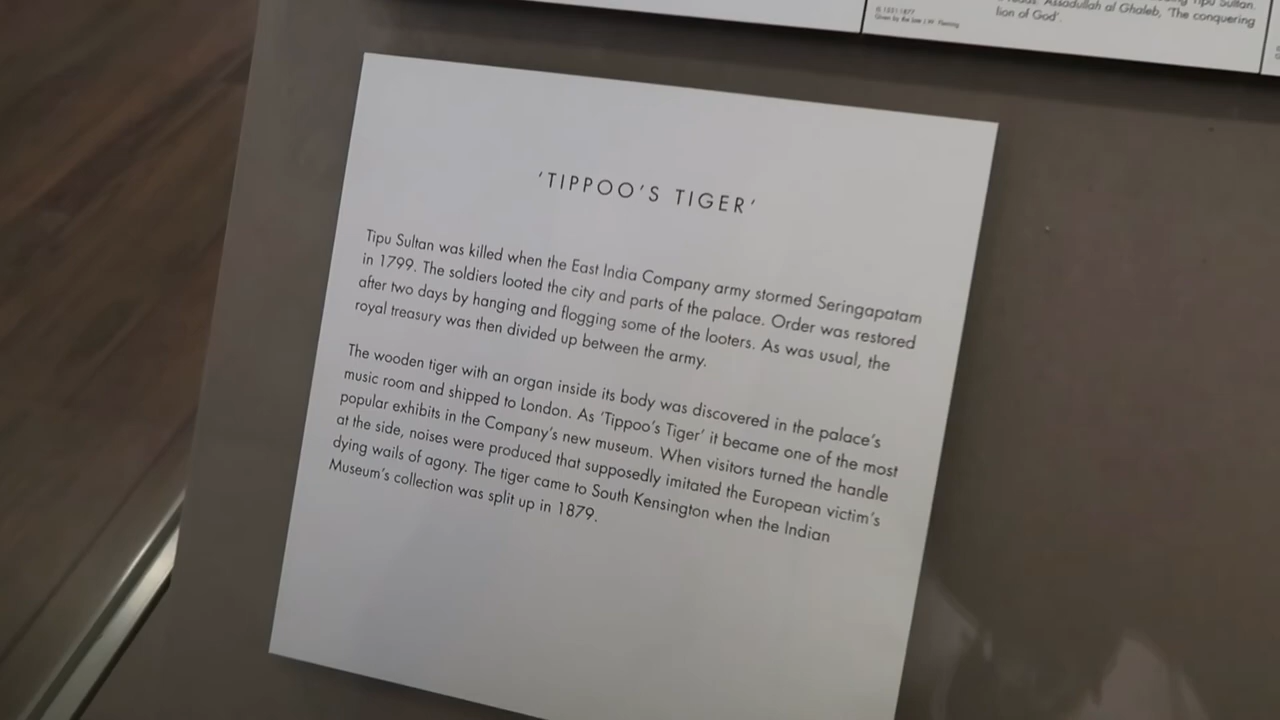 Tipu Sultan.
Assadullah al Ghaleb, 'The conquering
lion of God'.
'TIPPOO'S TIGER'
Tipu Sultan was killed when the East India Company army stormed Seringapatam
in 1799. The soldiers looted the city and parts of the palace. Order was restored
after two days by hanging and flogging some of the looters. As was usual, the
royal treasury was then divided up between the army.
The wooden tiger with an organ inside its body was discovered in the palace's
music room and shipped to London. As 'Tippoo's Tiger' it became one of the most
popular exhibits in the Company's new museum. When visitors turned the handle
at the side, noises were produced that supposedly imitated the European victim's
dying wails of agony. The tiger came to South Kensington when the Indian
Museum's collection was split up in 1879.